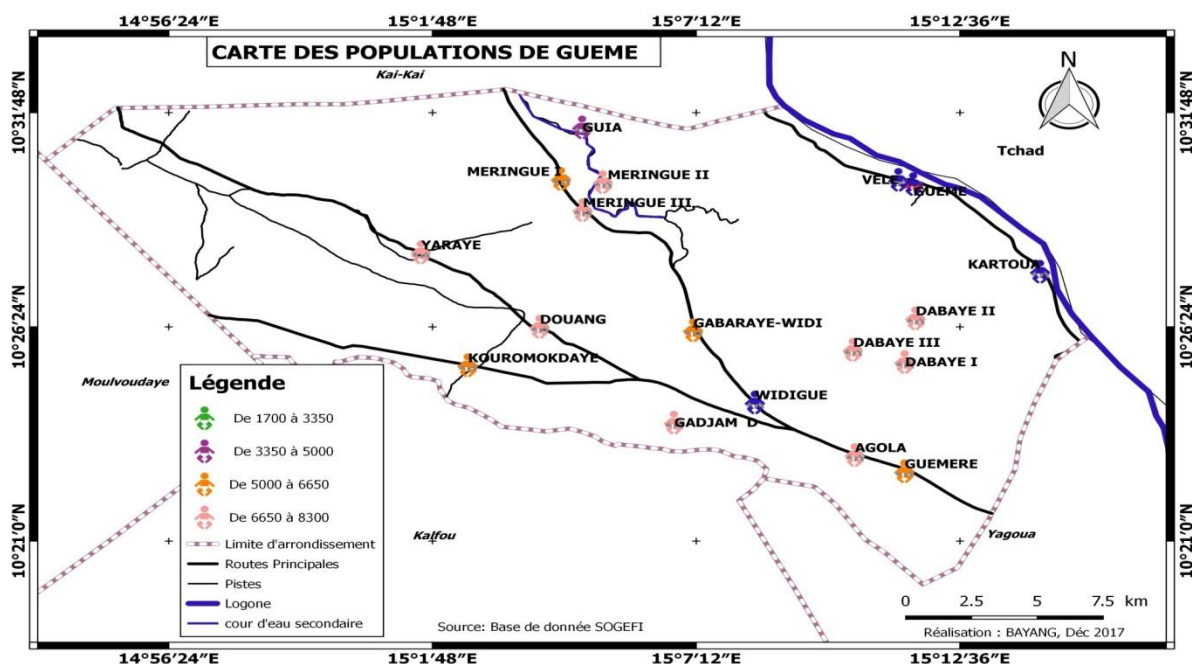 14°56′24″E 15°1′48″E 15°7′12″E 15°12′36″E
CARTE DES POPULATIONS DE GUEME
Kai-Kai
N
10°31′48″N 10°31′48″N
GUIA
Tchad
MERINGUE I MERINGUE II VELE GUEME
MERINGUE III
YARAYE
KARTOUA
10°26′24″N 10°26′24″N
DOUANG GABARAYE-WIDI DABAYE II
DABAYE III
KOUROMOKDAYE DABAYE I
Moulvoudaye
WIDIGUE
GADJAM D
AGOLA
GUEMERE
Légende
De 1700 à 3350
De 3350 à 5000
De 5000 à 6650
De 6650 à 8300
Limite d'arrondissement
Routes Principales
Pistes
Logone
cour d'eau secondaire
Kalfou
Yagoua
10°21′0″N 10°21′0″N
0 2.5 5 7.5 km
Source: Base de donnée SOGEFI
Réalisation : BAYANG, Déc 2017
14°56′24″E 15°1′48″E 15°7′12″E 15°12′36″E